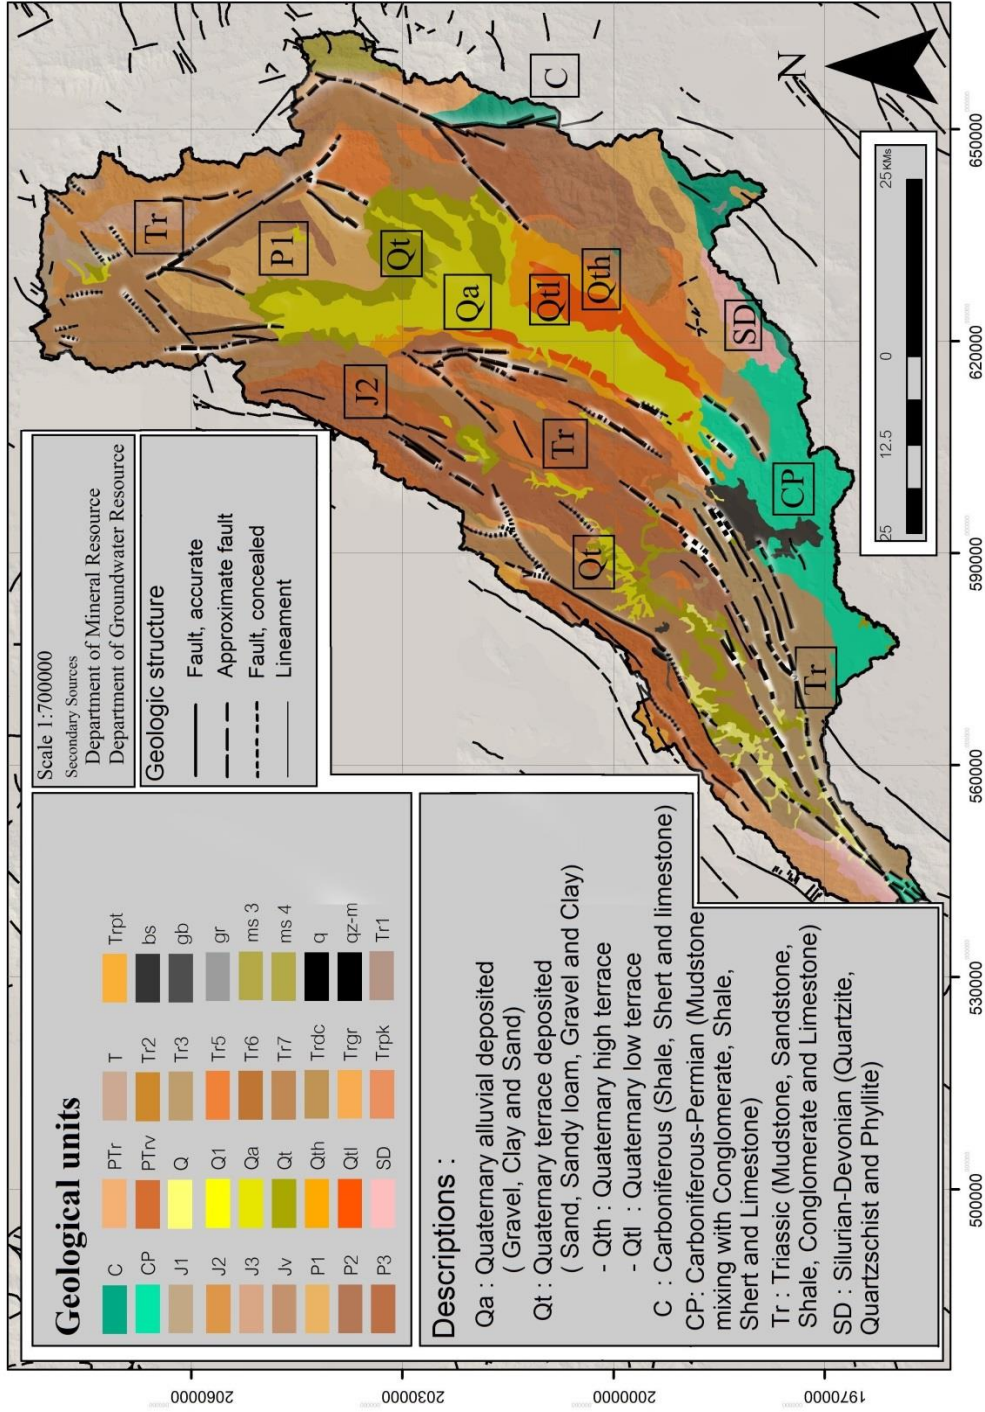 Geological units
C
PTr
T
Trpt
CP
PTrv
Tr2
bs
J1
Q
Tr3
gb
J2
Q1
Tr5
gr
J3
Qa
Tr6
ms 3
Jv
Qt
Tr7
ms 4
P1
Qth
Trdc
q
P2
Qtl
Trgr
qz-m
P3
SD
Trpk
Tr1
Scale 1:700000
Secondary Sources
Department of Mineral Resource
Department of Groundwater Resource
Geologic structure
Fault, accurate
Approximate fault
Fault, concealed
Lineament
Descriptions :
Qa : Quaternary alluvial deposited
( Gravel, Clay and Sand)
Qt : Quaternary terrace deposited
( Sand, Sandy loam, Gravel and Clay)
- Qth : Quaternary high terrace
- Qtl : Quaternary low terrace
C : Carboniferous (Shale, Shert and limestone)
CP: Carboniferous-Permian (Mudstone
mixing with Conglomerate, Shale,
Shert and Limestone)
Tr : Triassic (Mudstone, Sandstone,
Shale, Conglomerate and Limestone)
SD : Silurian-Devonian (Quartzite,
Quartzschist and Phyllite)
Tr
P1
Qt
Qa
Qtl
Qth
C
J2
Tr
Qt
SD
CP
Tr
N
25
12.5
0
25 KMs
500000
530000
560000
590000
620000
650000
2060000
2030000
2000000
1970000